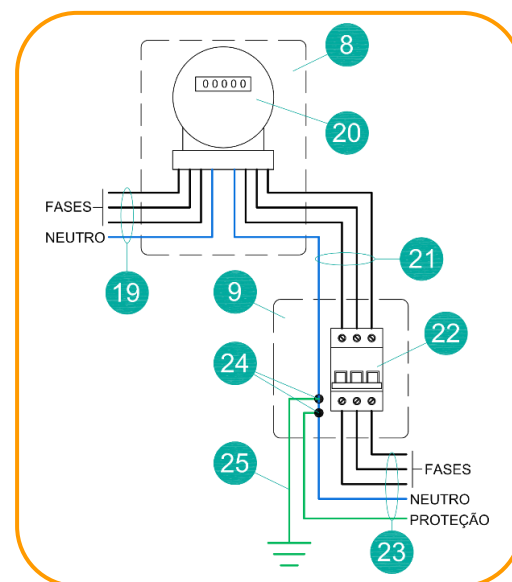 8
00000
20
FASES
NEUTRO
19
21
9
22
24
25
FASES
NEUTRO
PROTEÇÃO
23